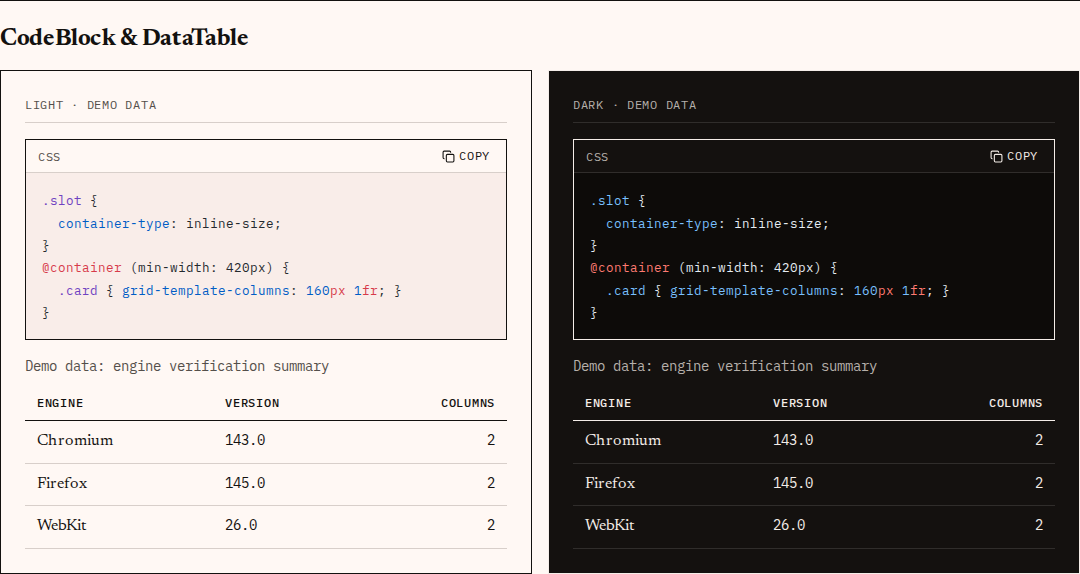 CodeBlock & DataTable
LIGHT · DEMO DATA
CSS COPY
.slot {
  container-type: inline-size;
}
@container (min-width: 420px) {
  .card { grid-template-columns: 160px 1fr; }
}
Demo data: engine verification summary
ENGINE VERSION COLUMNS
Chromium 143.0 2
Firefox 145.0 2
WebKit 26.0 2
DARK · DEMO DATA
CSS COPY
.slot {
  container-type: inline-size;
}
@container (min-width: 420px) {
  .card { grid-template-columns: 160px 1fr; }
}
Demo data: engine verification summary
ENGINE VERSION COLUMNS
Chromium 143.0 2
Firefox 145.0 2
WebKit 26.0 2